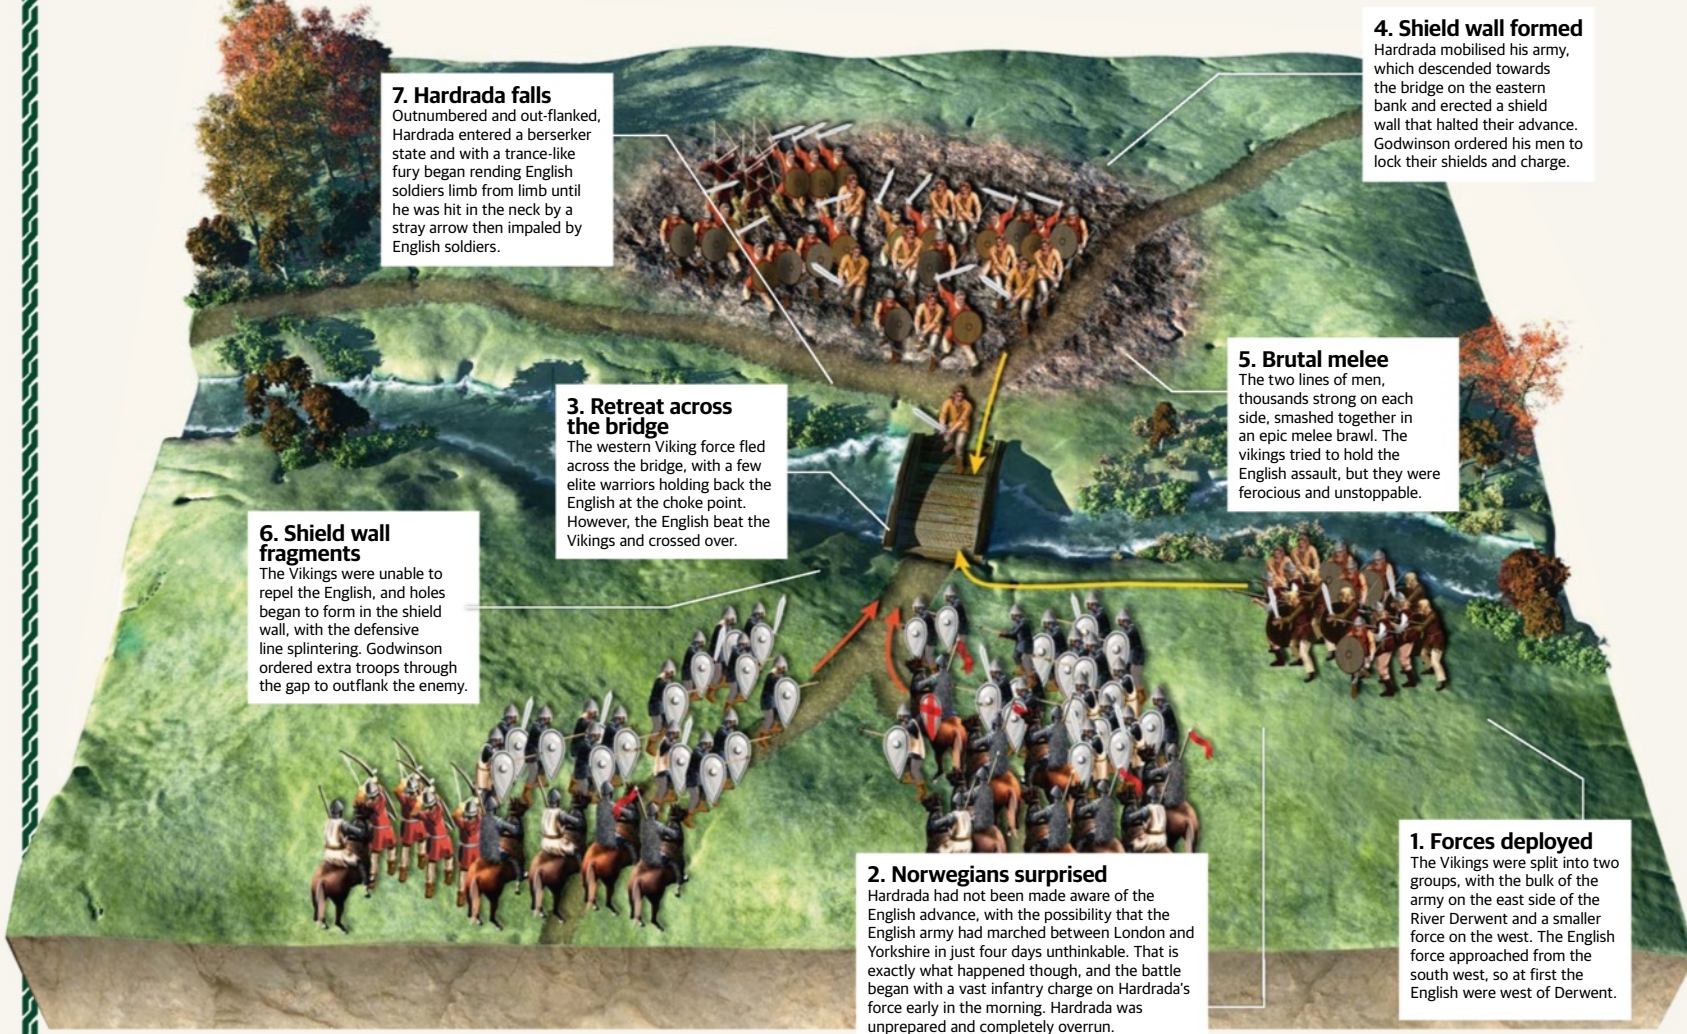 1. Forces deployed
The Vikings were split into two
groups, with the bulk of the
army on the east side of the
River Derwent and a smaller
force on the west. The English
force approached from the
south west, so at first the
English were west of Derwent.
2. Norwegians surprised
Hardrada had not been made aware of the
English advance, with the possibility that the
English army had marched between London and
Yorkshire in just four days unthinkable. That is
exactly what happened though, and the battle
began with a vast infantry charge on Hardrada's
force early in the morning. Hardrada was
unprepared and completely overrun.
3. Retreat across
the bridge
The western Viking force fled
across the bridge, with a few
elite warriors holding back the
English at the choke point.
However, the English beat the
Vikings and crossed over.
4. Shield wall formed
Hardrada mobilised his army,
which descended towards
the bridge on the eastern
bank and erected a shield
wall that halted their advance.
Godwinson ordered his men to
lock their shields and charge.
5. Brutal melee
The two lines of men,
thousands strong on each
side, smashed together in
an epic melee brawl. The
vikings tried to hold the
English assault, but they were
ferocious and unstoppable.
6. Shield wall
fragments
The Vikings were unable to
repel the English, and holes
began to form in the shield
wall, with the defensive
line splintering. Godwinson
ordered extra troops through
the gap to outflank the enemy.
7. Hardrada falls
Outnumbered and out-flanked,
Hardrada entered a berserker
state and with a trance-like
fury began rending English
soldiers limb from limb until
he was hit in the neck by a
stray arrow then impaled by
English soldiers.